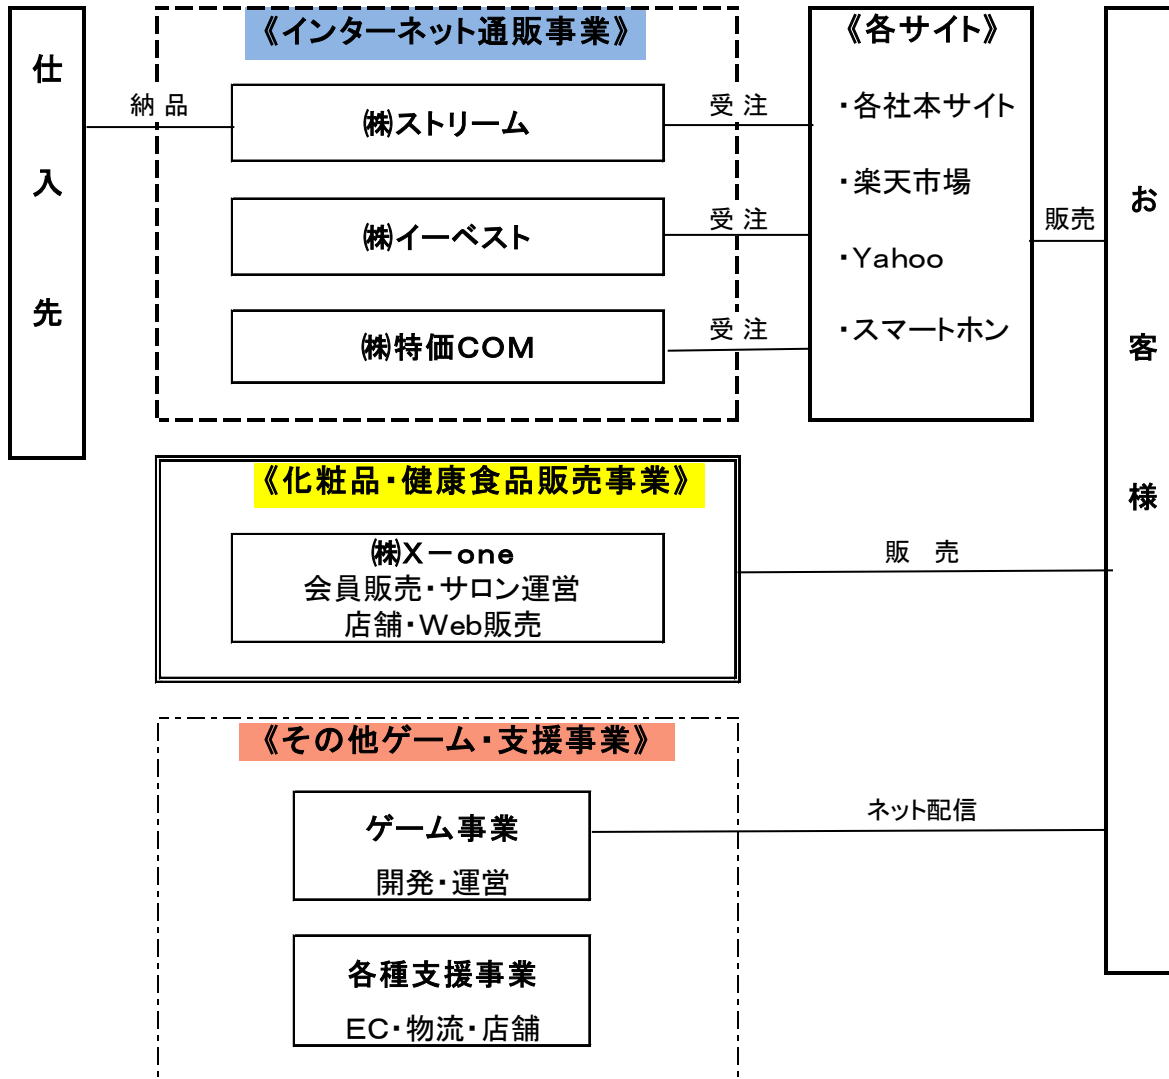 仕入先
《インターネット通販事業》
納 品
㈱ストリーム
受 注
㈱イーベスト
受 注
㈱特価COM
受 注
《各サイト》
・各社本サイト
・楽天市場
・Yahoo
・スマートホン
販売
お客様
《化粧品・健康食品販売事業》
㈱X－one
会員販売・サロン運営
店舗・Web販売
販　売
《その他ゲーム・支援事業》
ゲーム事業
開発・運営
ネット配信
各種支援事業
EC・物流・店舗